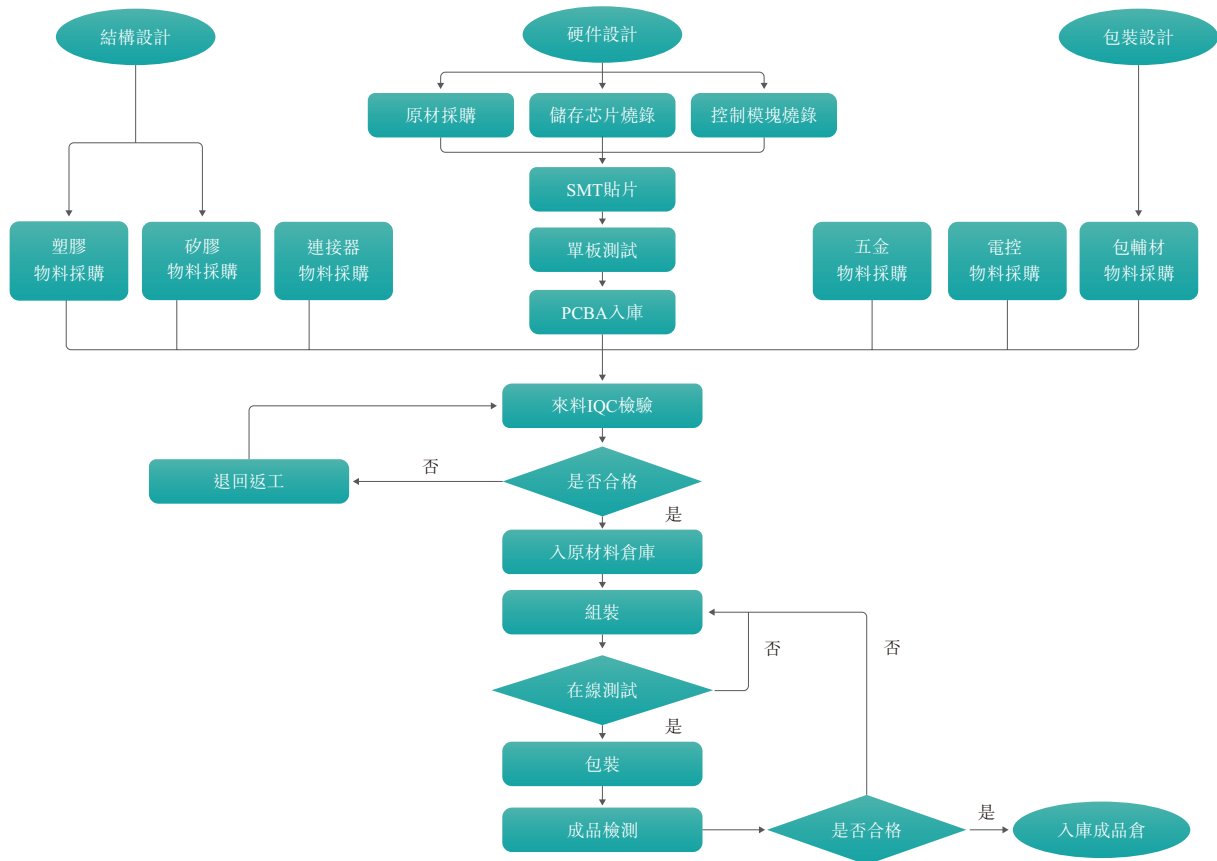 結構設計
硬件設計
包裝設計
原材採購
儲存芯片燒錄
控制模塊燒錄
SMT貼片
單板測試
PCBA入庫
塑膠
物料採購
矽膠
物料採購
連接器
物料採購
五金
物料採購
電控
物料採購
包輔材
物料採購
來料IQC檢驗
是否合格
否
退回返工
是
入原材料倉庫
組裝
在線測試
否
否
是
包裝
成品檢測
是否合格
是
入庫成品倉